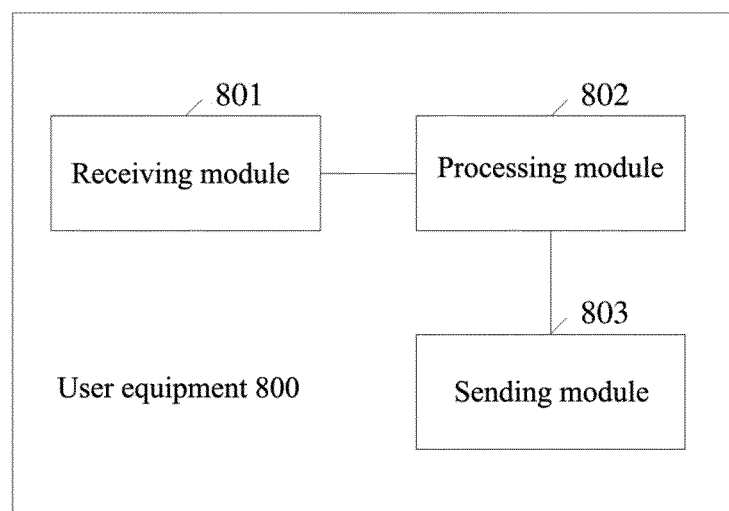 801
802
Receiving module
Processing module
803
User equipment 800
Sending module